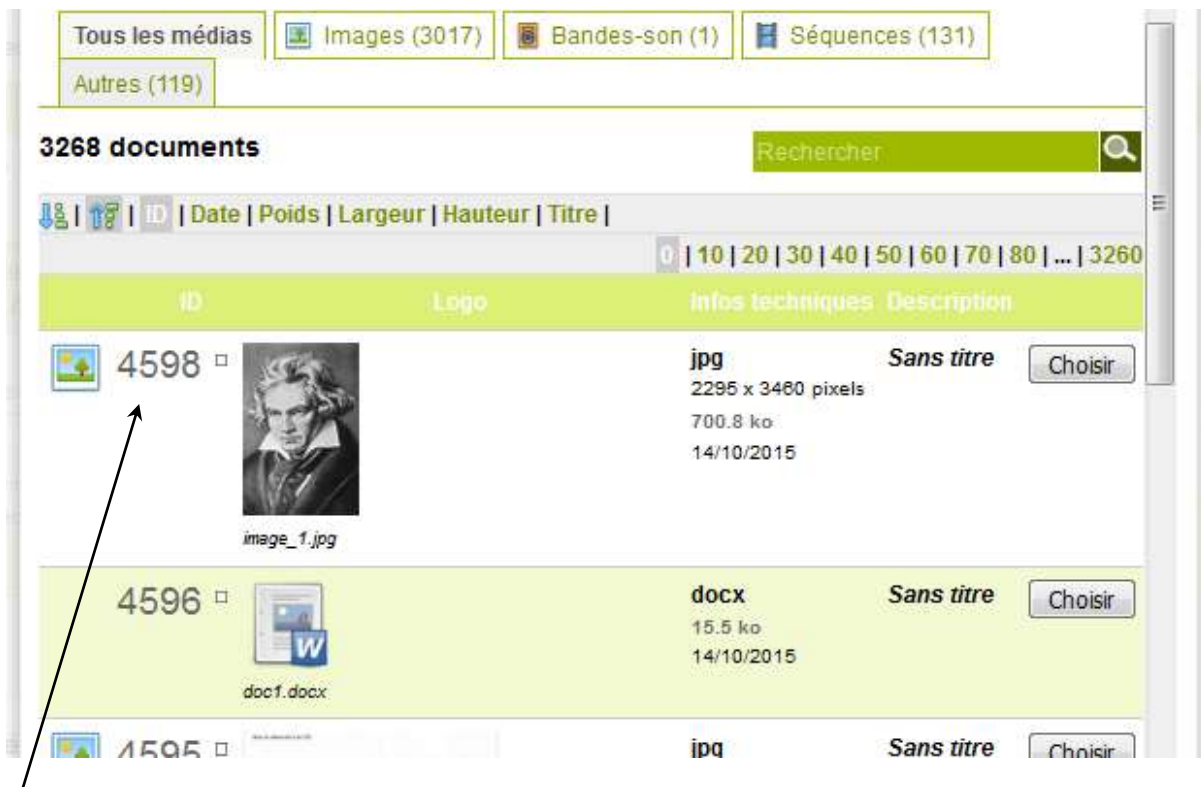 Tous les médias Images (3017) Bandes-son (1) Séquences (131)
Autres (119)
3268 documents Rechercher
| | ID | Date | Poids | Largeur | Hauteur | Titre |
0 | 10 | 20 | 30 | 40 | 50 | 60 | 70 | 80 | ... | 3260
ID Logo Infos techniques Description
4598 jpg Sans titre Choisir
2295 x 3460 pixels
700.8 ko
14/10/2015
image_1.jpg
4596 docx Sans titre Choisir
15.5 ko
W
14/10/2015
doc1.docx
4595 jpg Sans titre Choisir